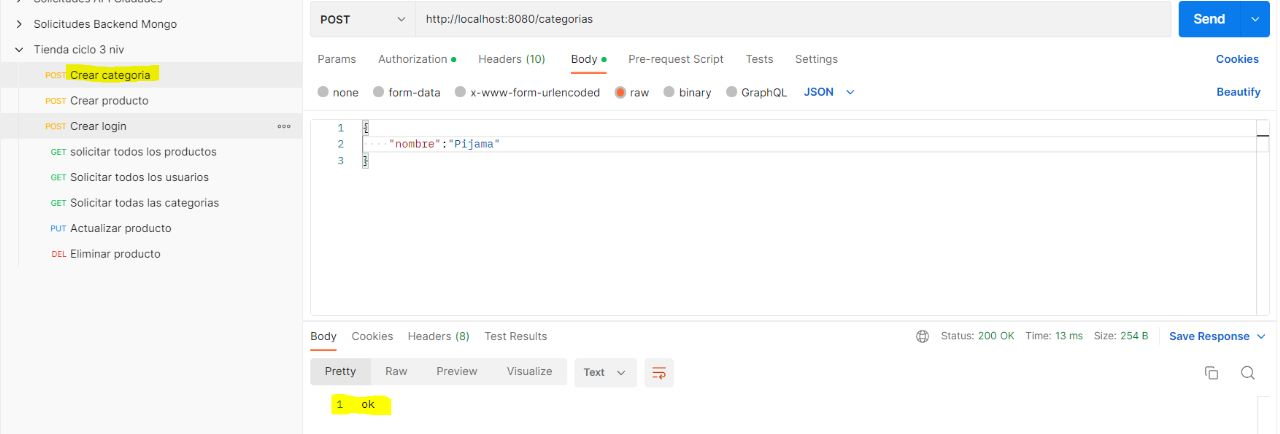 Solicitudes API Ciudades
Solicitudes Backend Mongo
Tienda ciclo 3 niv
POST Crear categoria
POST Crear producto
POST Crear login
GET solicitar todos los productos
GET Solicitar todos los usuarios
GET Solicitar todas las categorias
PUT Actualizar producto
DEL Eliminar producto
POST http://localhost:8080/categorias Send
Params Authorization Headers (10) Body Pre-request Script Tests Settings Cookies
none form-data x-www-form-urlencoded raw binary GraphQL JSON Beautify
1 {
2 "nombre":"Pijama"
3 }
Body Cookies Headers (8) Test Results Status: 200 OK Time: 13 ms Size: 254 B Save Response
Pretty Raw Preview Visualize Text
1 ok